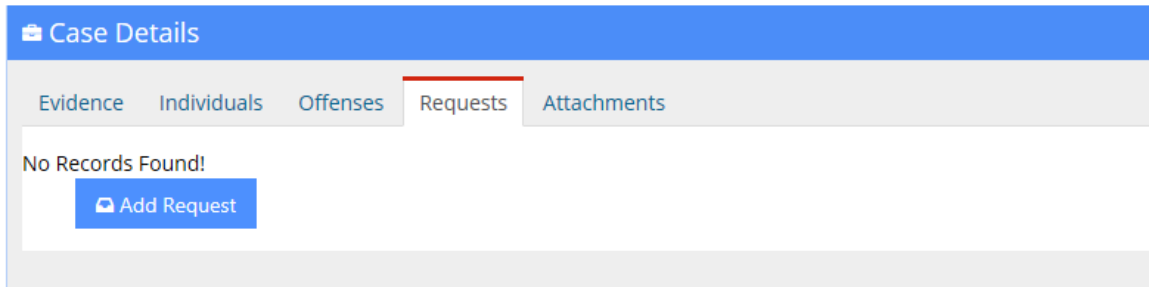 Case Details
Evidence Individuals Offenses Requests Attachments
No Records Found!
Add Request